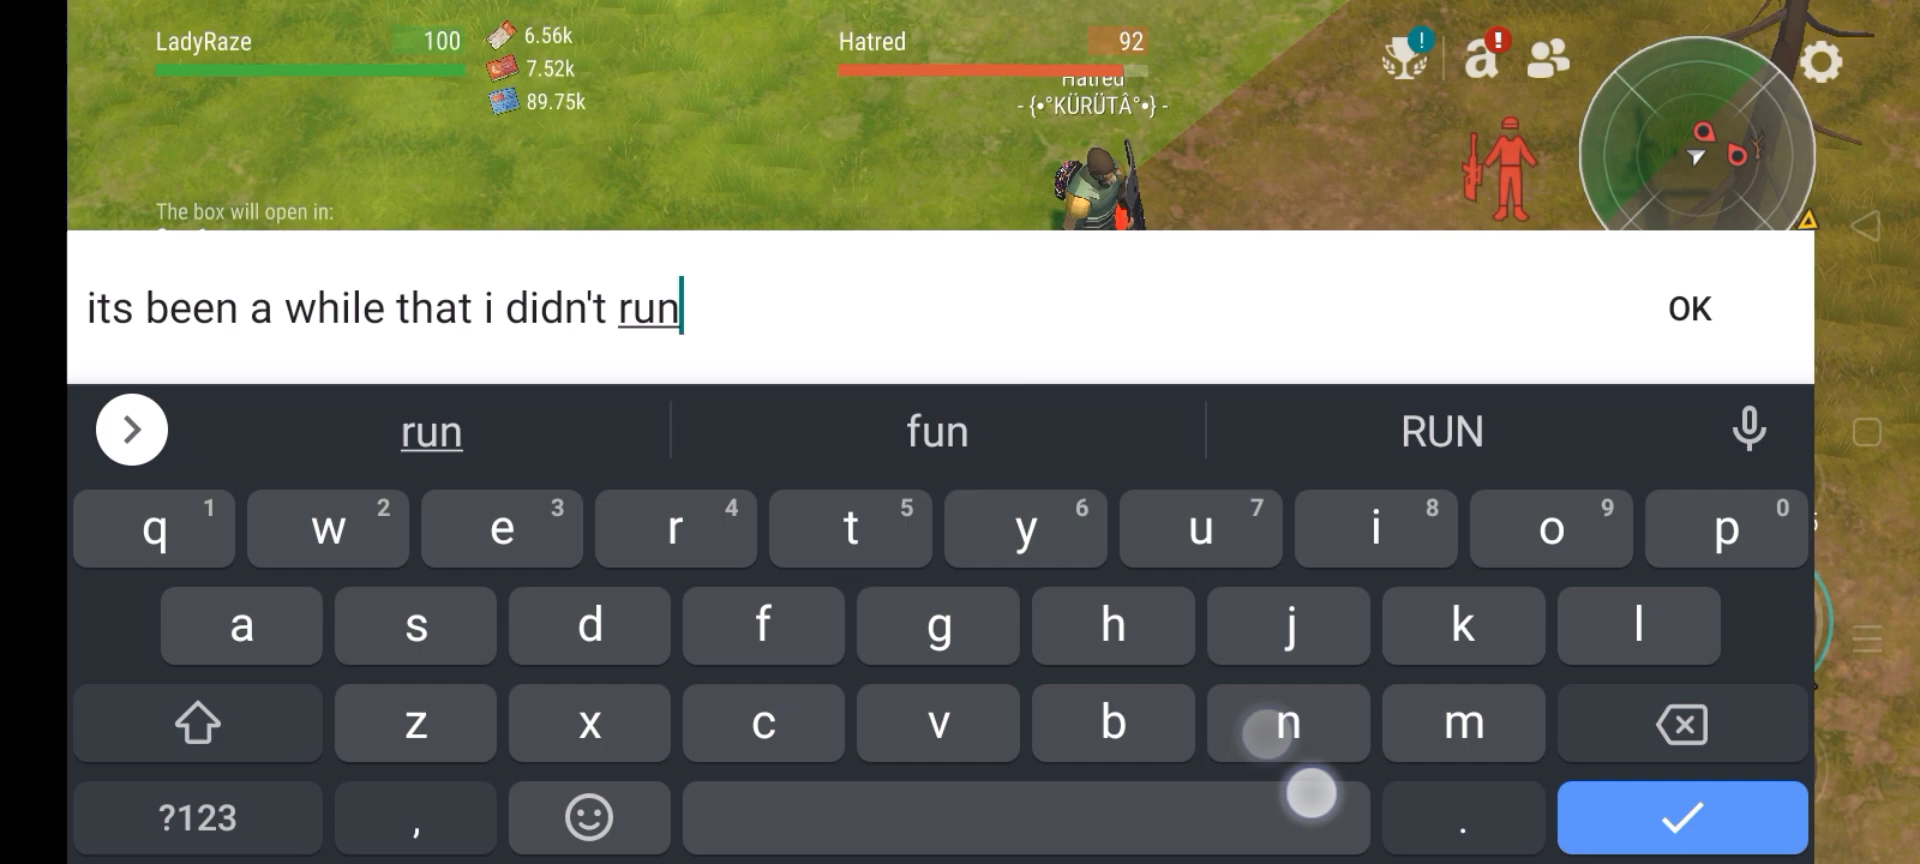 LadyRaze 100 6.56k
7.52k
89.75k
Hatred 92
Hatred
- {•°KÜRÜTÂ°•} -
a
The box will open in:
its been a while that i didn't run
OK
run fun RUN
q 1 w 2 e 3 r 4 t 5 y 6 u 7 i 8 o 9 p 0
a s d f g h j k l
z x c v b n m
?123 , .